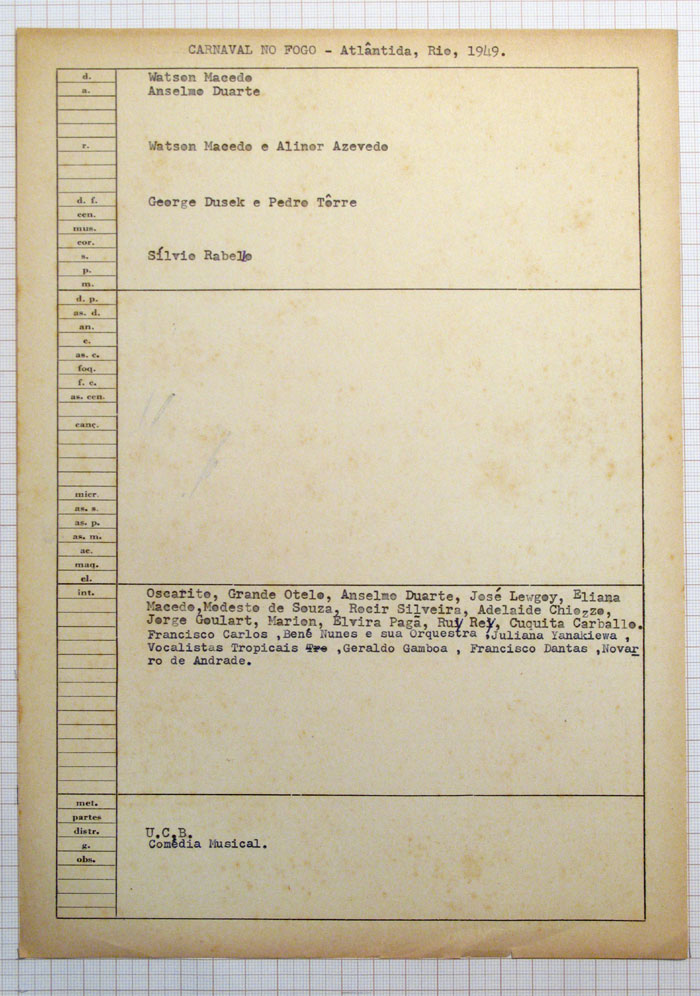 CARNAVAL NO FOGO - Atlântida, Rio, 1949.
d. Watson Macedo
a. Anselmo Duarte
r. Watson Macedo e Alinor Azevedo
d. f. George Dusek e Pedro Tôrre
cen.
mus.
cor.
s. Sílvio Rabello
p.
m.
d. p.
as. d.
an.
e.
as. c.
foq.
f. c.
as. cen.
canç.
micr.
as. s.
as. p.
as. m.
ac.
maq.
el.
int. Oscarito, Grande Otelo, Anselmo Duarte, José Lewgoy, Eliana
Macedo,Modesto de Souza, Rocir Silveira, Adelaide Chiozzo,
Jorge Goulart, Marion, Elvira Pagã, Ruy Rey, Cuquita Carballo.
Francisco Carlos ,Bené Nunes e sua Orquestra ,Juliana Yanakiewa ,
Vocalistas Tropicais Tro ,Geraldo Gamboa , Francisco Dantas ,Novar
ro de Andrade.
met.
partes
distr. U.C.B.
g. Comédia Musical.
obs.